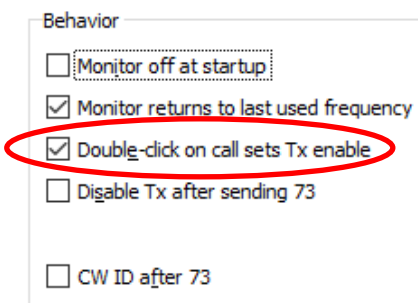 Behavior
Monitor off at startup
Monitor returns to last used frequency
Double-click on call sets Tx enable
Disable Tx after sending 73
CW ID after 73